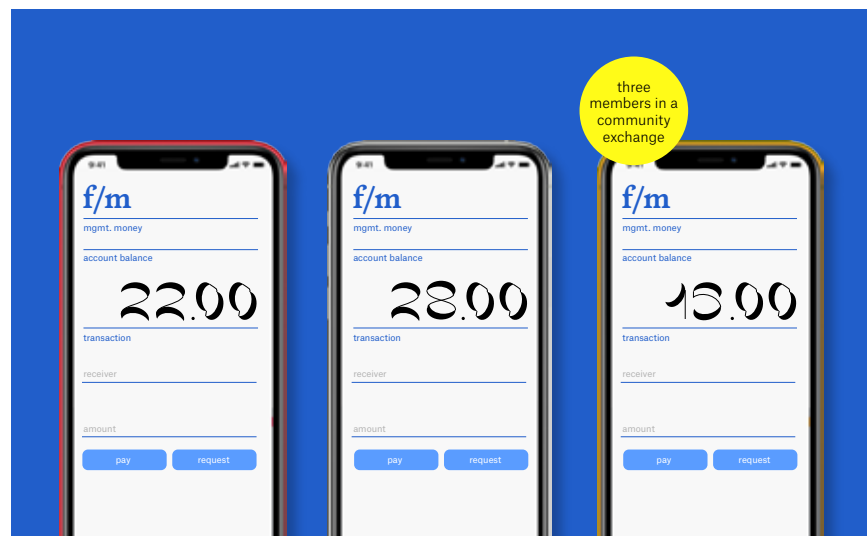 three
members in a
community
exchange
9:41
f/m
mgmt. money
account balance
22.00
transaction
receiver
amount
pay
request
9:41
f/m
mgmt. money
account balance
28.00
transaction
receiver
amount
pay
request
f/m
mgmt. money
account balance
15.00
transaction
receiver
amount
pay
request